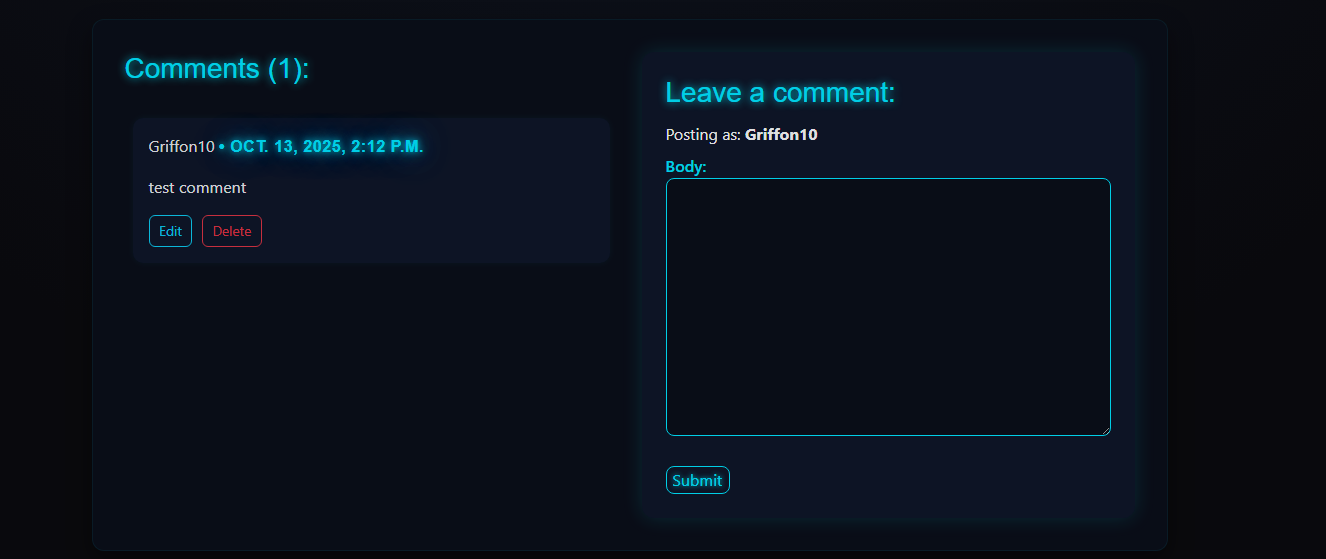 Comments (1):
Griffon10 • OCT. 13, 2025, 2:12 P.M.
test comment
Edit Delete
Leave a comment:
Posting as: Griffon10
Body:
Submit